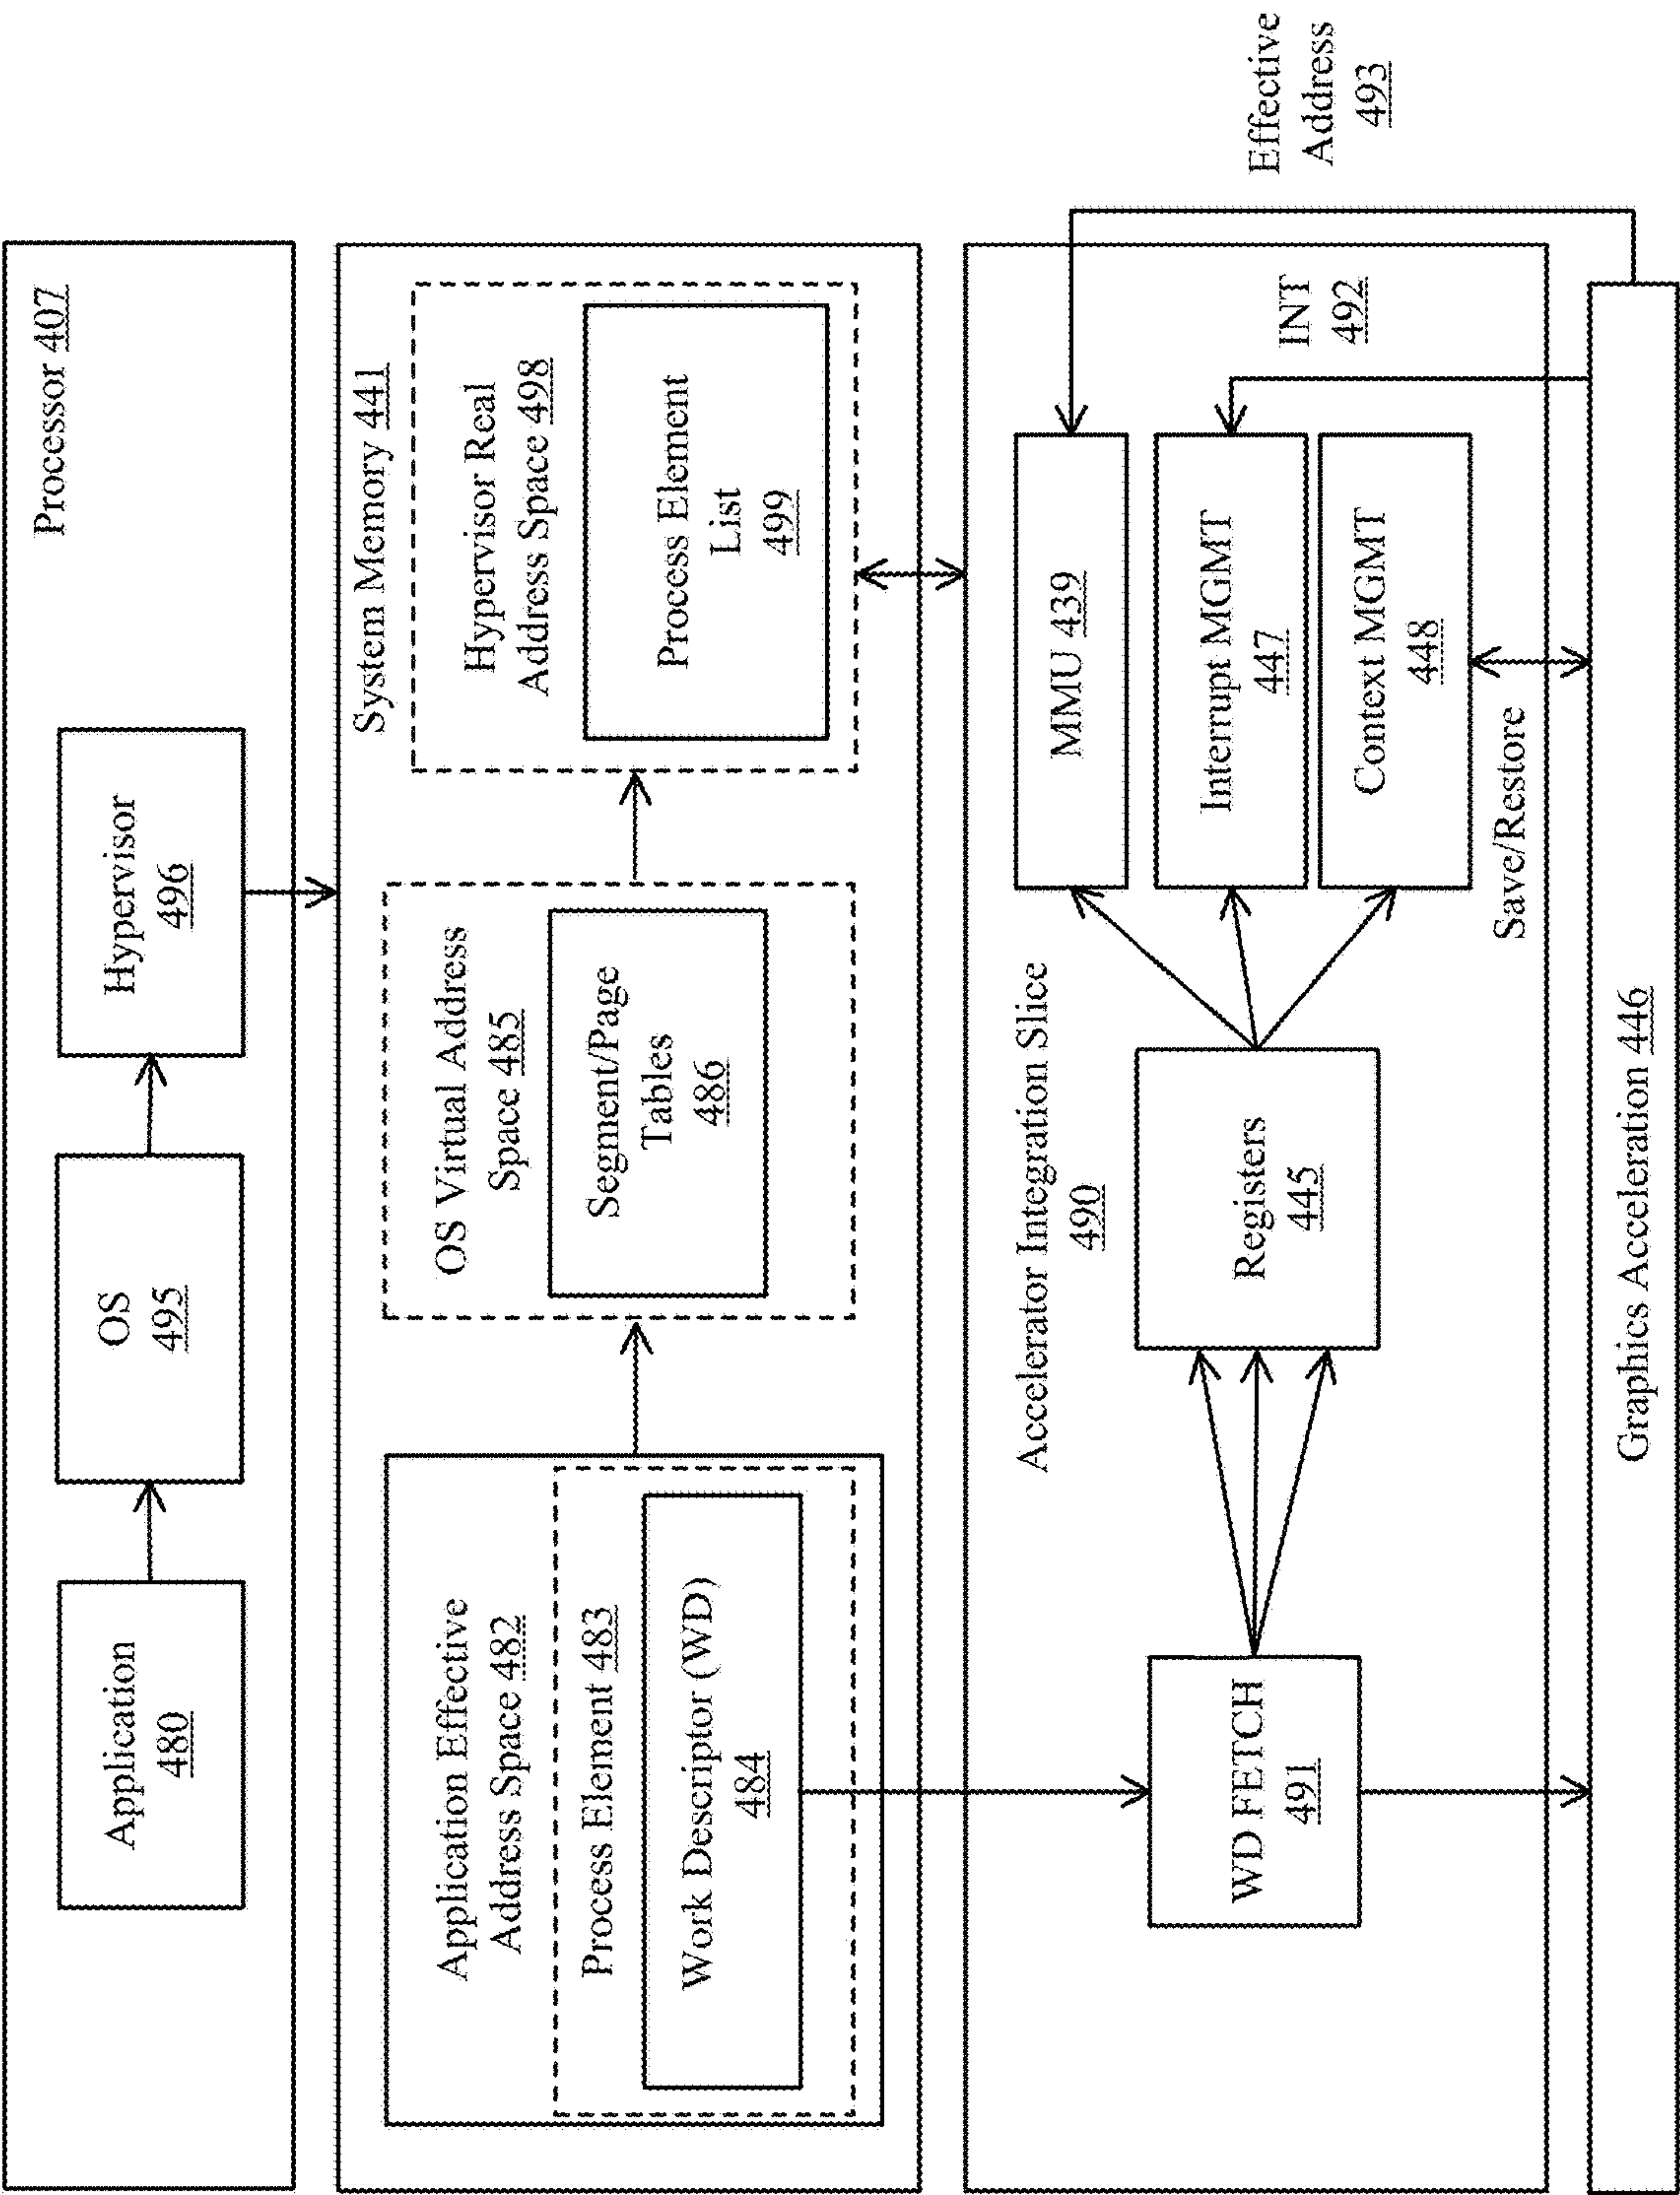 Processor 407
Application
480
OS
495
Hypervisor
496
System Memory 441
Application Effective
Address Space 482
Process Element 483
Work Descriptor (WD)
484
OS Virtual Address
Space 485
Segment/Page
Tables
486
Hypervisor Real
Address Space 498
Process Element
List
499
Accelerator Integration Slice
490
WD FETCH
491
Registers
445
MMU 439
Interrupt MGMT
447
Context MGMT
448
Save/Restore
INT
492
Effective
Address
493
Graphics Acceleration 446